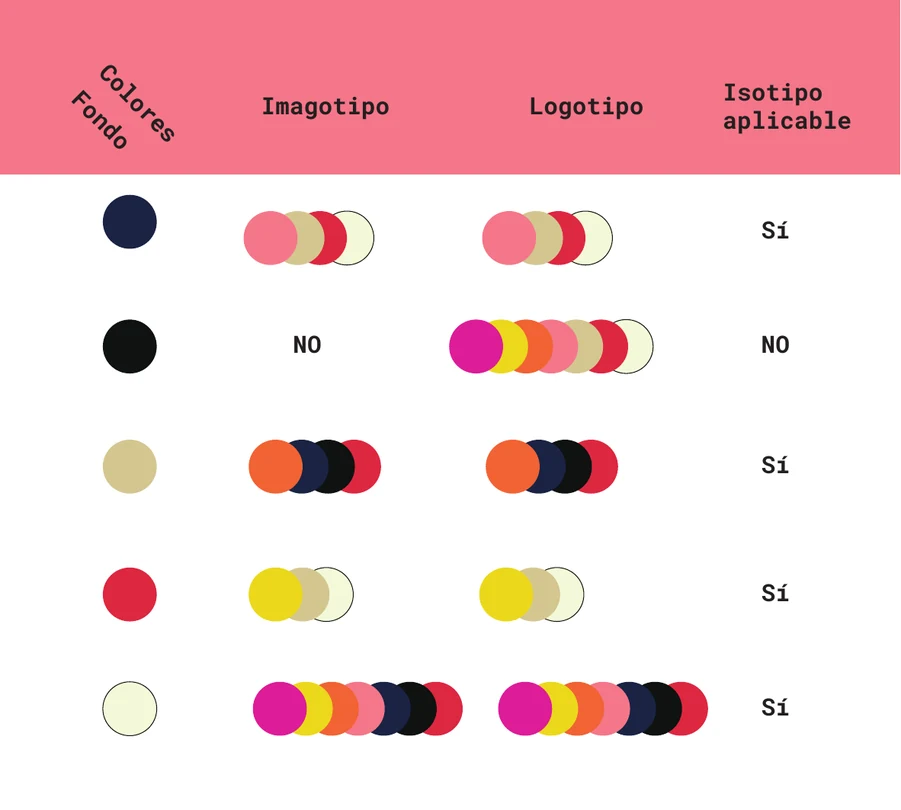 Colores
Fondo
Imagotipo
Logotipo
Isotipo
aplicable
Sí
NO
NO
Sí
Sí
Sí